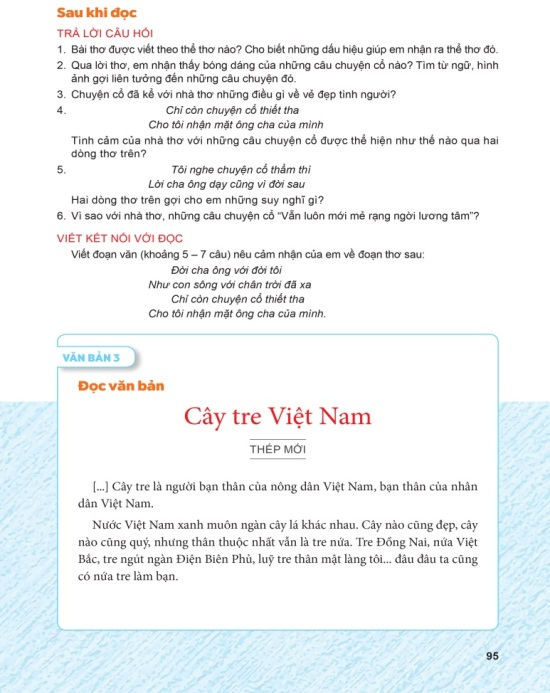 Sau khi đọc
TRẢ LỜI CÂU HỎI
1. Bài thơ được viết theo thể thơ nào? Cho biết những dấu hiệu giúp em nhận ra thể thơ đó.
2. Qua lời thơ, em nhận thấy bóng dáng của những câu chuyện cổ nào? Tìm từ ngữ, hình
ảnh gợi liên tưởng đến những câu chuyện đó.
3. Chuyện cổ đã kể với nhà thơ những điều gì về vẻ đẹp tình người?
4. Chỉ còn chuyện cổ thiết tha
Cho tôi nhận mặt ông cha của mình
Tình cảm của nhà thơ với những câu chuyện cổ được thể hiện như thế nào qua hai
dòng thơ trên?
5. Tôi nghe chuyện cổ thầm thì
Lời cha ông dạy cũng vì đời sau
Hai dòng thơ trên gợi cho em những suy nghĩ gì?
6. Vì sao với nhà thơ, những câu chuyện cổ "Vẫn luôn mới mẻ rạng ngời lương tâm"?
VIẾT KẾT NỐI VỚI ĐỌC
Viết đoạn văn (khoảng 5 – 7 câu) nêu cảm nhận của em về đoạn thơ sau:
Đời cha ông với đời tôi
Như con sông với chân trời đã xa
Chỉ còn chuyện cổ thiết tha
Cho tôi nhận mặt ông cha của mình.
VĂN BẢN 3
Đọc văn bản
Cây tre Việt Nam
THÉP MỚI
[...] Cây tre là người bạn thân của nông dân Việt Nam, bạn thân của nhân
dân Việt Nam.
Nước Việt Nam xanh muôn ngàn cây lá khác nhau. Cây nào cũng đẹp, cây
nào cũng quý, nhưng thân thuộc nhất vẫn là tre nứa. Tre Đồng Nai, nứa Việt
Bắc, tre ngút ngàn Điện Biên Phủ, luỹ tre thân mật làng tôi... đâu đâu ta cũng
có nứa tre làm bạn.
95